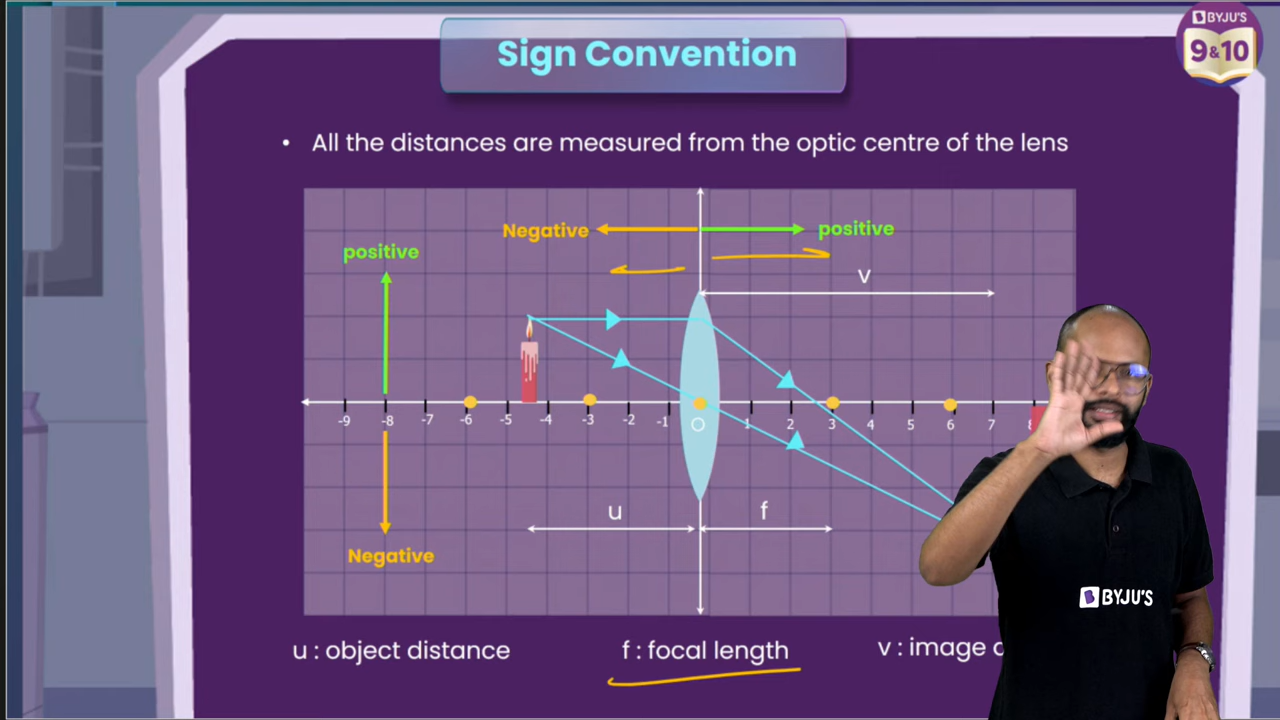 BYJU'S
9&10
Sign Convention
• All the distances are measured from the optic centre of the lens
Negative
positive
positive
v
-9 -8 -7 -6 -5 -4 -3 -2 -1 O 1 2 3 4 5 6 7 8
u
f
Negative
BYJU'S
u : object distance
f : focal length
v : image